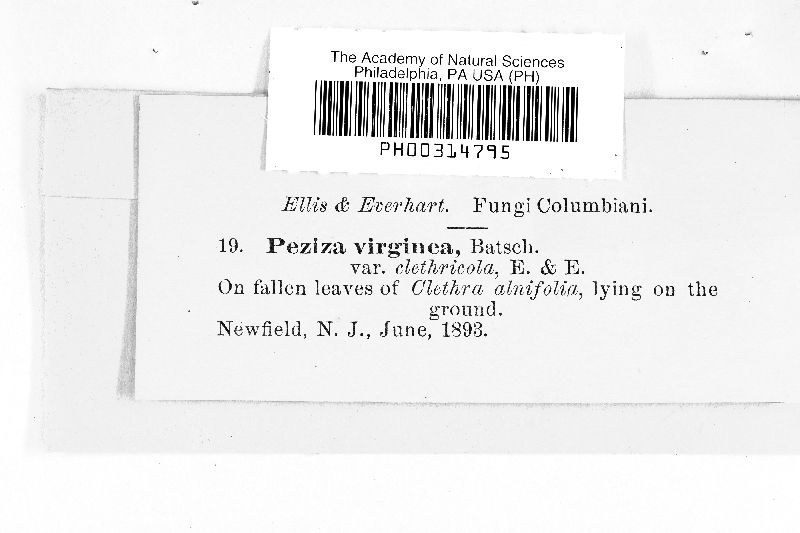 The Academy of Natural Sciences
Philadelphia, PA USA (PH)
PH00314795
Ellis & Everhart. Fungi Columbiani.
19. Peziza virginea, Batsch.
var. clethricola, E. & E.
On fallen leaves of Clethra alnifolia, lying on the
ground.
Newfield, N. J., June, 1893.